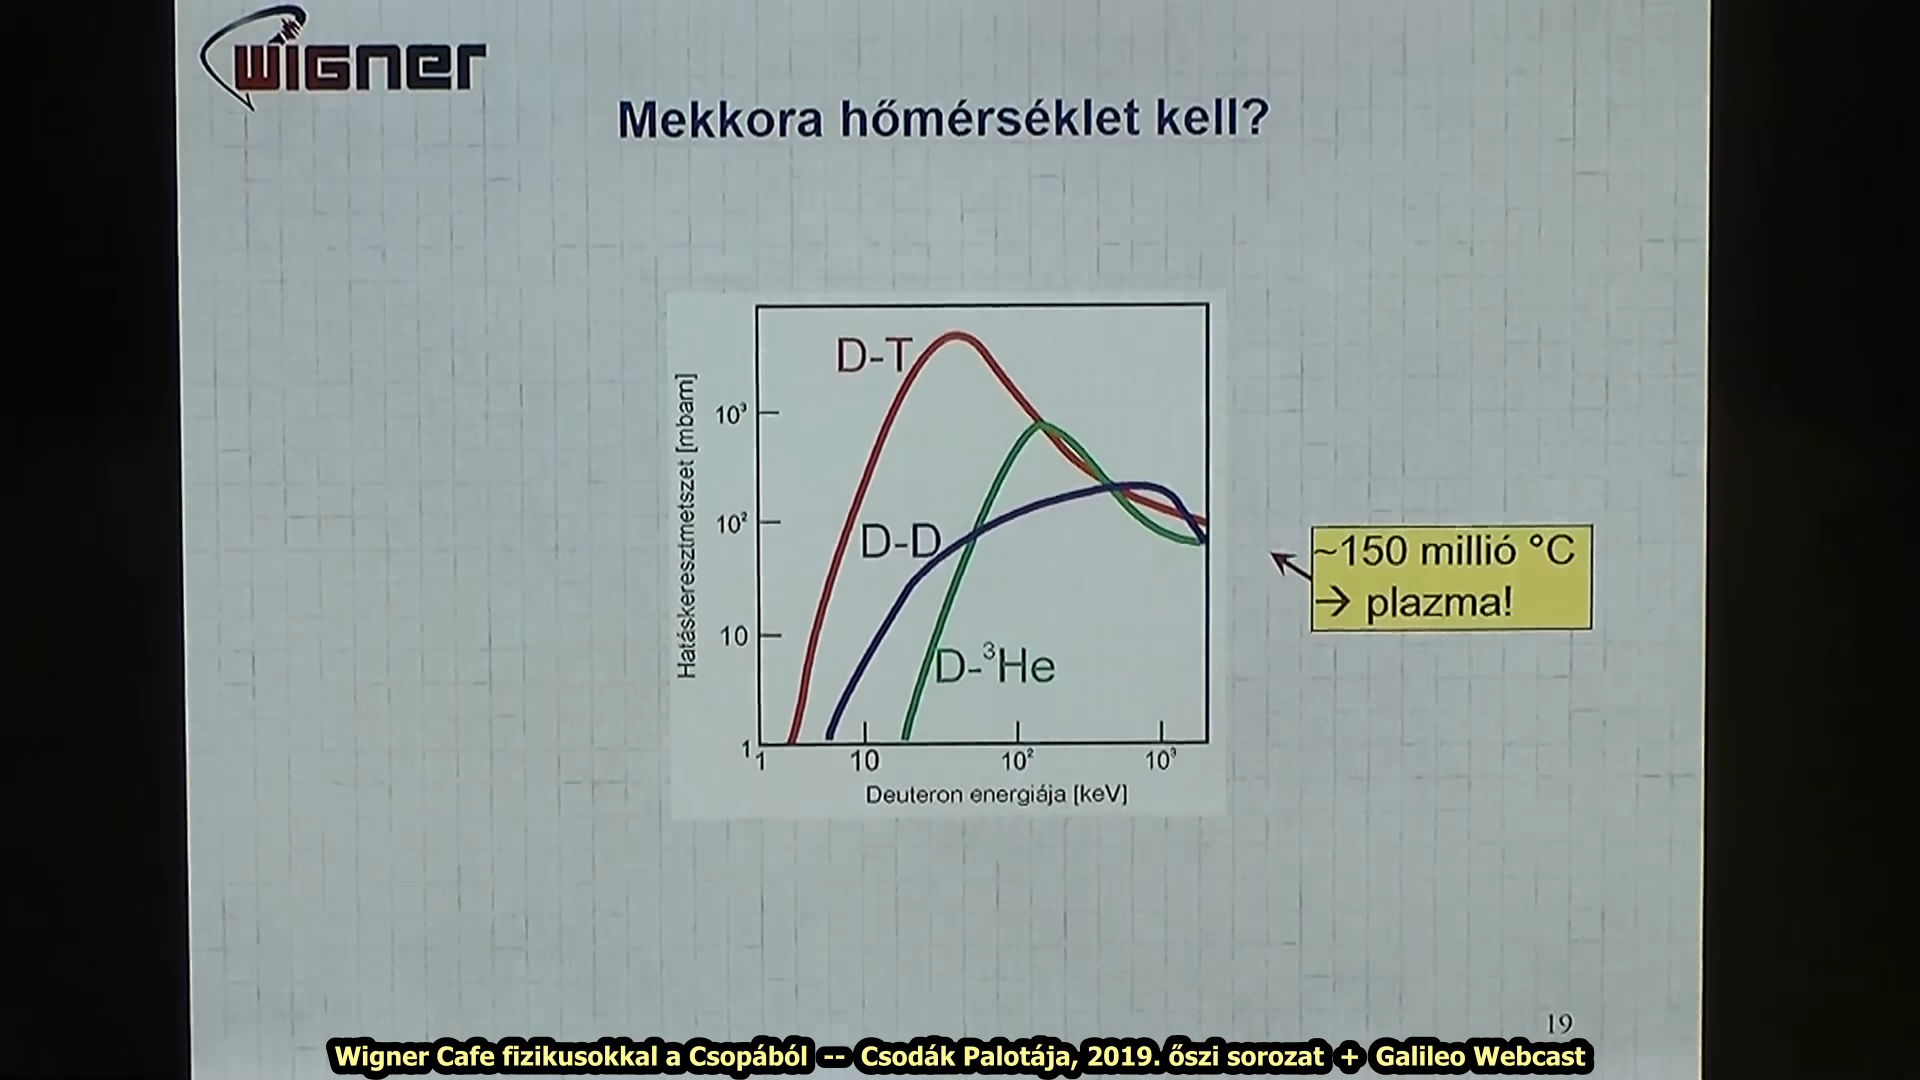 wigner
Mekkora hőmérséklet kell?
D-T
D-D
D-³He
Hatáskeresztmetszet [mbarn]
10³
10²
10
1
1
10
10²
10³
Deuteron energiája [keV]
~150 millió °C
→ plazma!
19
Wigner Cafe fizikusokkal a Csopából -- Csodák Palotája, 2019. őszi sorozat + Galileo Webcast